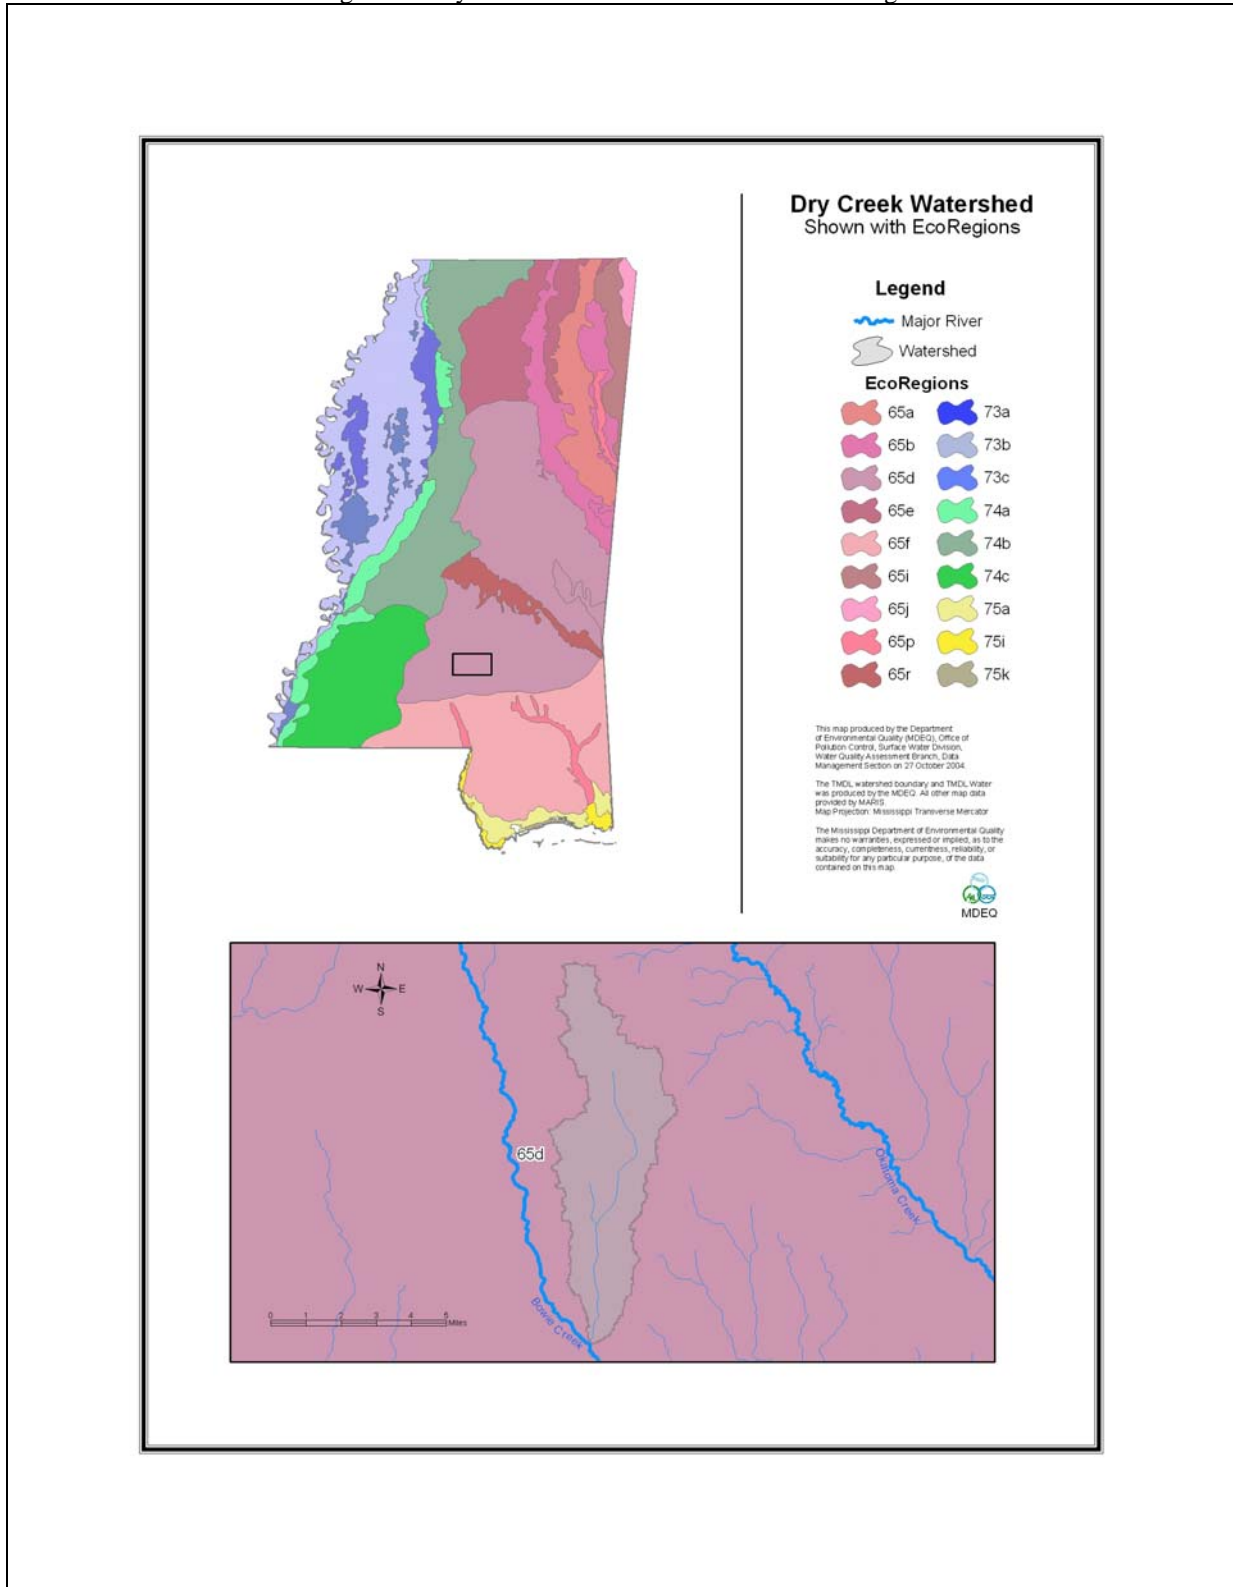 Dry Creek Watershed
Shown with EcoRegions
Legend
Major River
Watershed
EcoRegions
65a 73a
65b 73b
65d 73c
65e 74a
65f 74b
65i 74c
65j 75a
65p 75i
65r 75k
This map produced by the Department
of Environmental Quality (MDEQ), Office of
Pollution Control, Surface Water Division,
Water Quality Assessment Branch, Data
Management Section on 27 October 2004.
The TMDL watershed boundary and TMDL Water
was produced by the MDEQ. All other map data
provided by MARIS.
Map Projection: Mississippi Transverse Mercator
The Mississippi Department of Environmental Quality
makes no warranties, expressed or implied, as to the
accuracy, completeness, currentness, reliability, or
suitability for any particular purpose, of the data
contained on this map.
MDEQ
N
W E
S
65d
Okatoma Creek
Bowie Creek
0 1 2 3 4 5
Miles